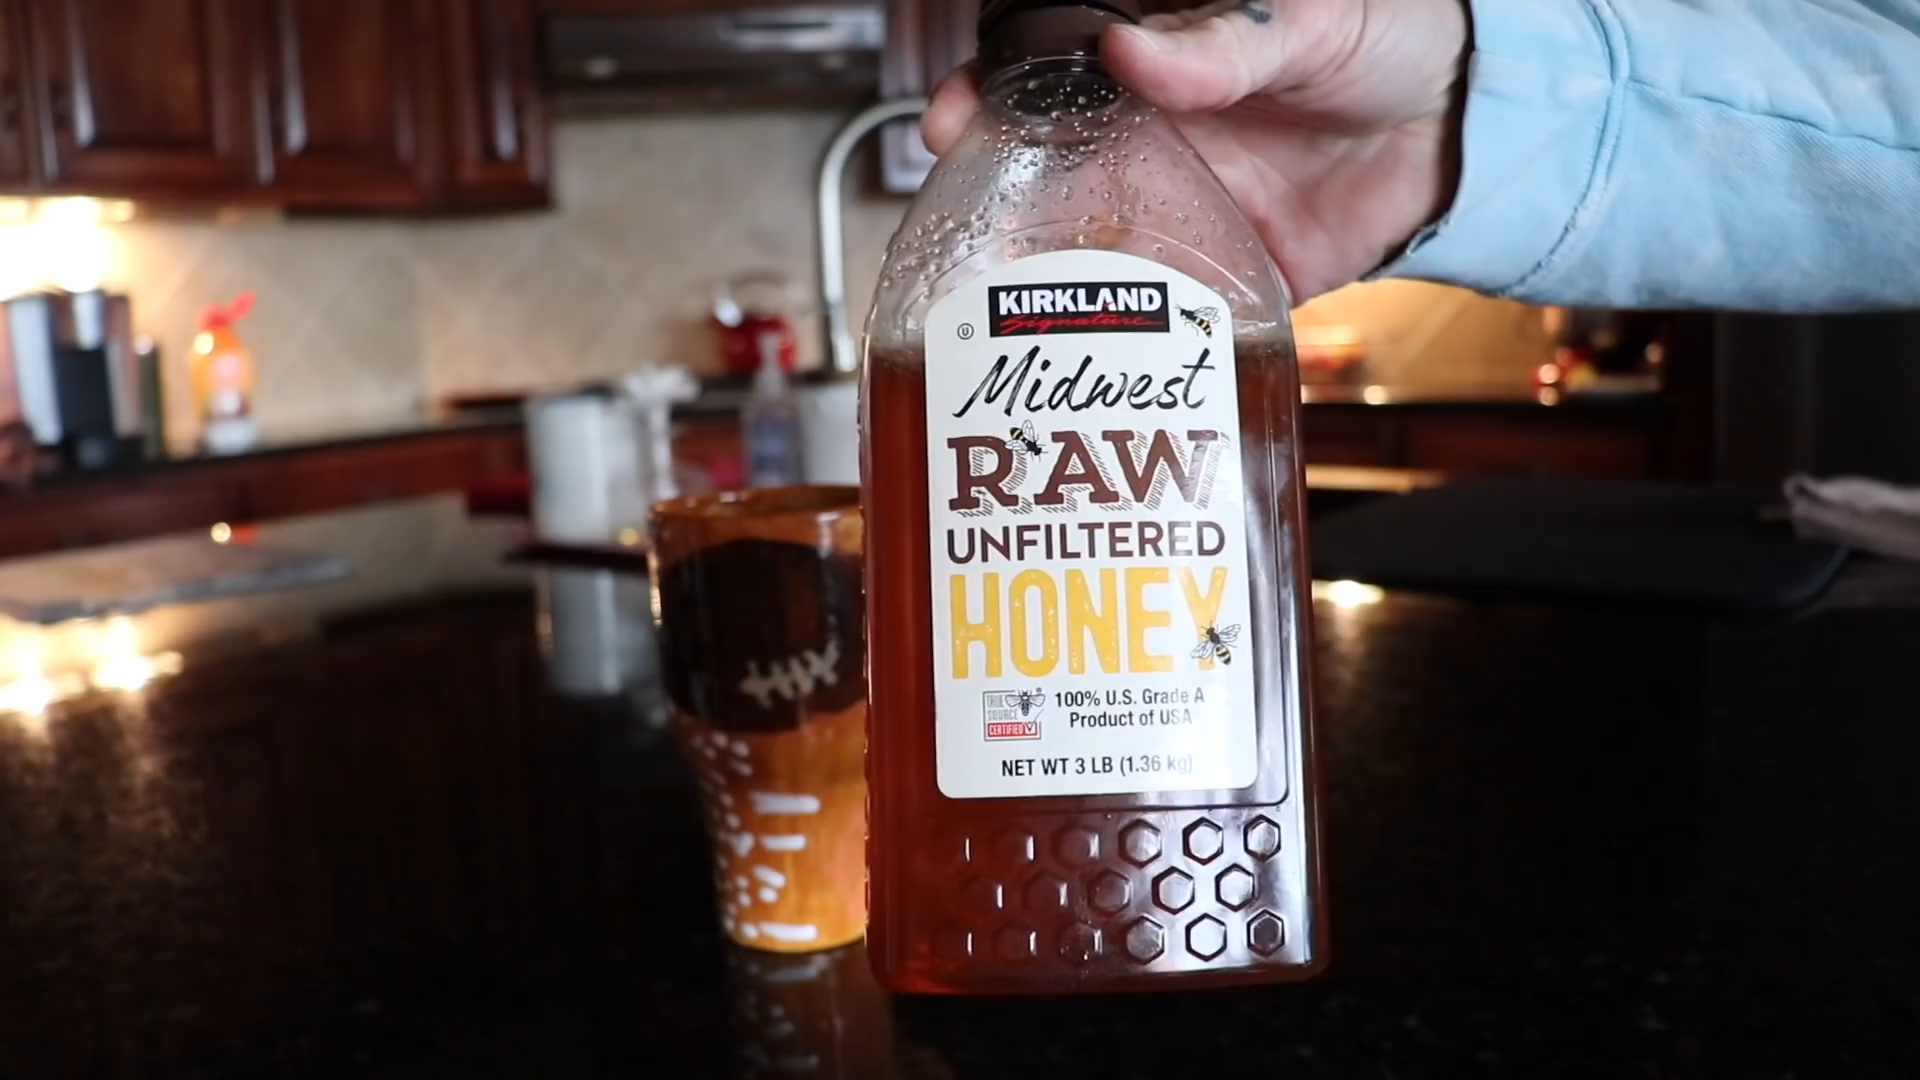 KIRKLAND
Signature
U
Midwest
RAW
UNFILTERED
HONEY
TRUE
SOURCE
CERTIFIED
100% U.S. Grade A
Product of USA
NET WT 3 LB (1.36 kg)